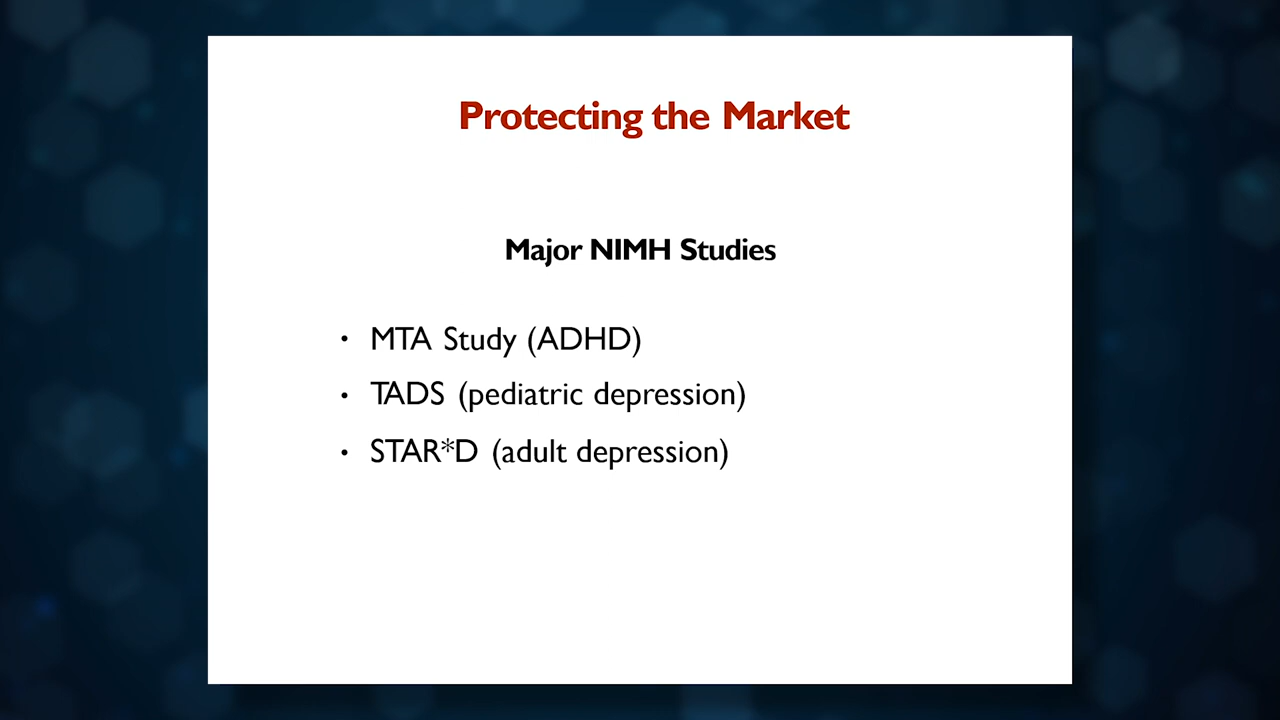 Protecting the Market
Major NIMH Studies
• MTA Study (ADHD)
• TADS (pediatric depression)
• STAR*D (adult depression)